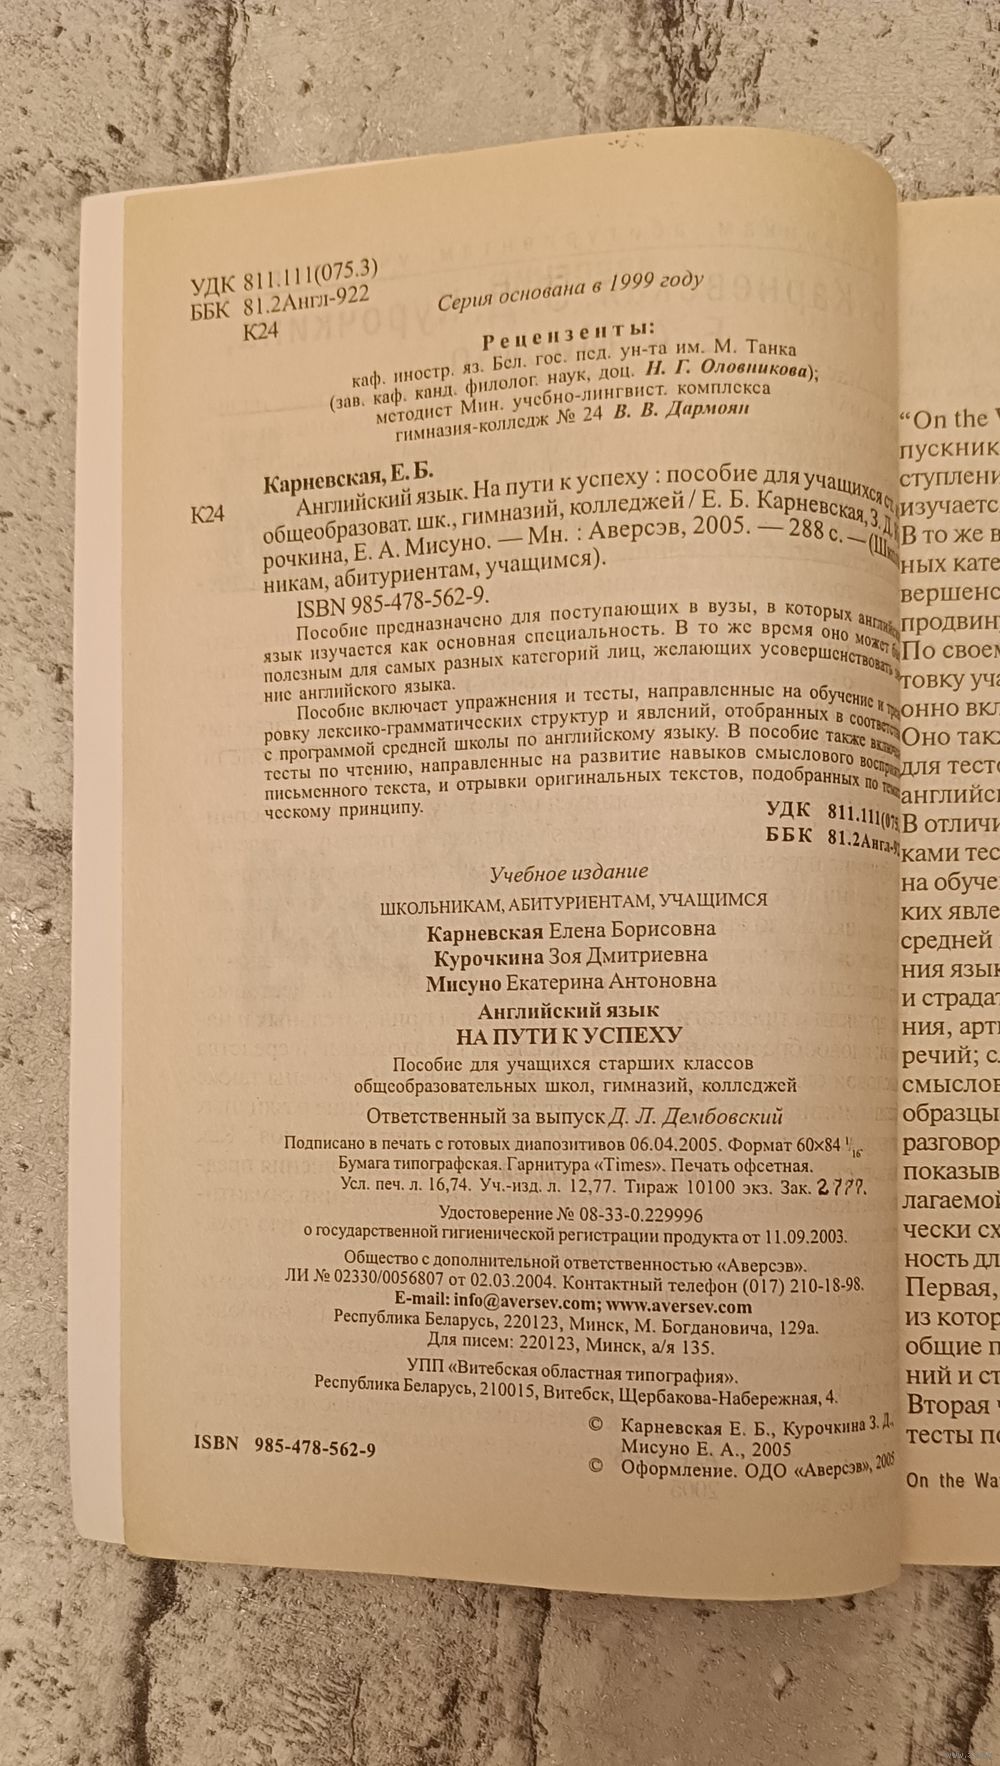 УДК 811.111(075.3)
ББК 81.2Англ-922
К24
Серия основана в 1999 году
Рецензенты:
каф. иностр. яз. Бел. гос. пед. ун-та им. М. Танка
(зав. каф. канд. филолог. наук, доц. Н. Г. Оловникова);
методист Мин. учебно-лингвист. комплекса
гимназия-колледж № 24 В. В. Дармоян
Карневская, Е. Б.
К24
Английский язык. На пути к успеху : пособие для учащихся ст.
общеобразоват. шк., гимназий, колледжей / Е. Б. Карневская, З. Д.
рочкина, Е. А. Мисуно. — Мн. : Аверсэв, 2005. — 288 с. — (Школь
никам, абитуриентам, учащимся).
ISBN 985-478-562-9.
Пособие предназначено для поступающих в вузы, в которых английск
язык изучается как основная специальность. В то же время оно может
полезным для самых разных категорий лиц, желающих усовершенствовать
ние английского языка.
Пособие включает упражнения и тесты, направленные на обучение и
ровку лексико-грамматических структур и явлений, отобранных в соответс
с программой средней школы по английскому языку. В пособие также включ
тесты по чтению, направленные на развитие навыков смыслового восприя
письменного текста, и отрывки оригинальных текстов, подобранных по
ческому принципу.
УДК 811.111(075
ББК 81.2Англ-9
Учебное издание
ШКОЛЬНИКАМ, АБИТУРИЕНТАМ, УЧАЩИМСЯ
Карневская Елена Борисовна
Курочкина Зоя Дмитриевна
Мисуно Екатерина Антоновна
Английский язык
НА ПУТИ К УСПЕХУ
Пособие для учащихся старших классов
общеобразовательных школ, гимназий, колледжей
Ответственный за выпуск Д. Л. Дембовский
Подписано в печать с готовых диапозитивов 06.04.2005. Формат 60×84 1/16.
Бумага типографская. Гарнитура «Times». Печать офсетная.
Усл. печ. л. 16,74. Уч.-изд. л. 12,77. Тираж 10100 экз. Зак.
Удостоверение № 08-33-0.229996
о государственной гигиенической регистрации продукта от 11.09.2003.
Общество с дополнительной ответственностью «Аверсэв».
ЛИ № 02330/0056807 от 02.03.2004. Контактный телефон (017) 210-18-98.
E-mail: info@aversev.com; www.aversev.com
Республика Беларусь, 220123, Минск, М. Богдановича, 129а.
Для писем: 220123, Минск, а/я 135.
УПП «Витебская областная типография».
Республика Беларусь, 210015, Витебск, Щербакова-Набережная, 4.
© Карневская Е. Б., Курочкина З. Д.,
Мисуно Е. А., 2005
© Оформление. ОДО «Аверсэв», 2005
ISBN 985-478-562-9
“On the
пускник
ступлени
изучаетс
В то же в
ных кате
вершенс
продвин
По своем
товку уча
онно вкл
Оно такж
для тесто
английск
В отличи
ками тес
на обуче
ких явле
средней
ния язык
и страдат
ния, арти
речий; сл
смыслов
образцы
разговор
показыв
лагаемой
чески сх
ность дл
Первая,
из котор
общие п
ний и ст
Вторая ч
тесты по
On the Wa